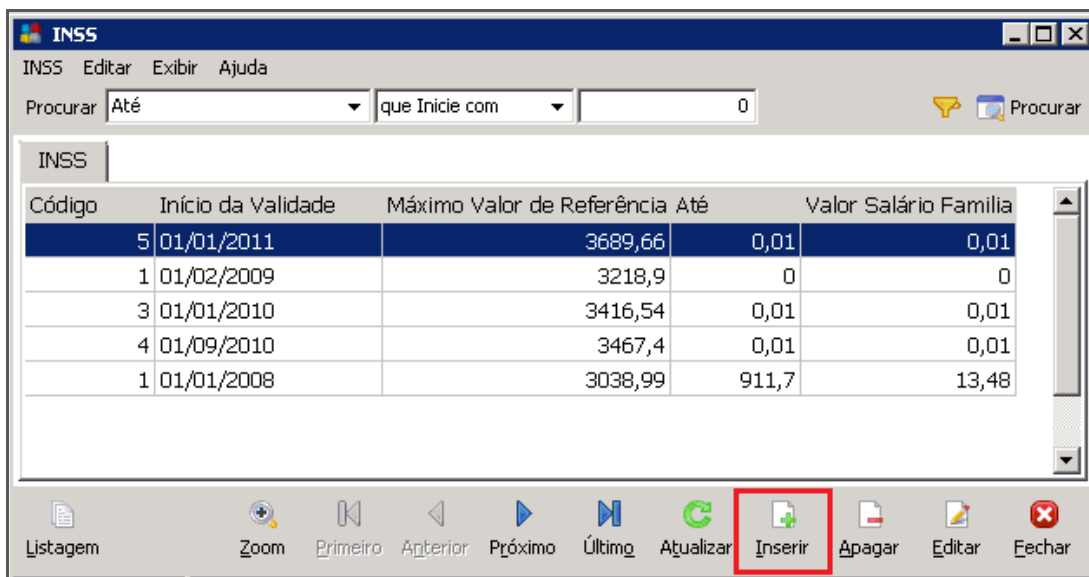 INSS
INSS Editar Exibir Ajuda
Procurar Até que Inicie com 0 Procurar
INSS
Código Início da Validade Máximo Valor de Referência Até Valor Salário Familia
5 01/01/2011 3689,66 0,01 0,01
1 01/02/2009 3218,9 0 0
3 01/01/2010 3416,54 0,01 0,01
4 01/09/2010 3467,4 0,01 0,01
1 01/01/2008 3038,99 911,7 13,48
Listagem Zoom Primeiro Anterior Próximo Último Atualizar Inserir Apagar Editar Fechar